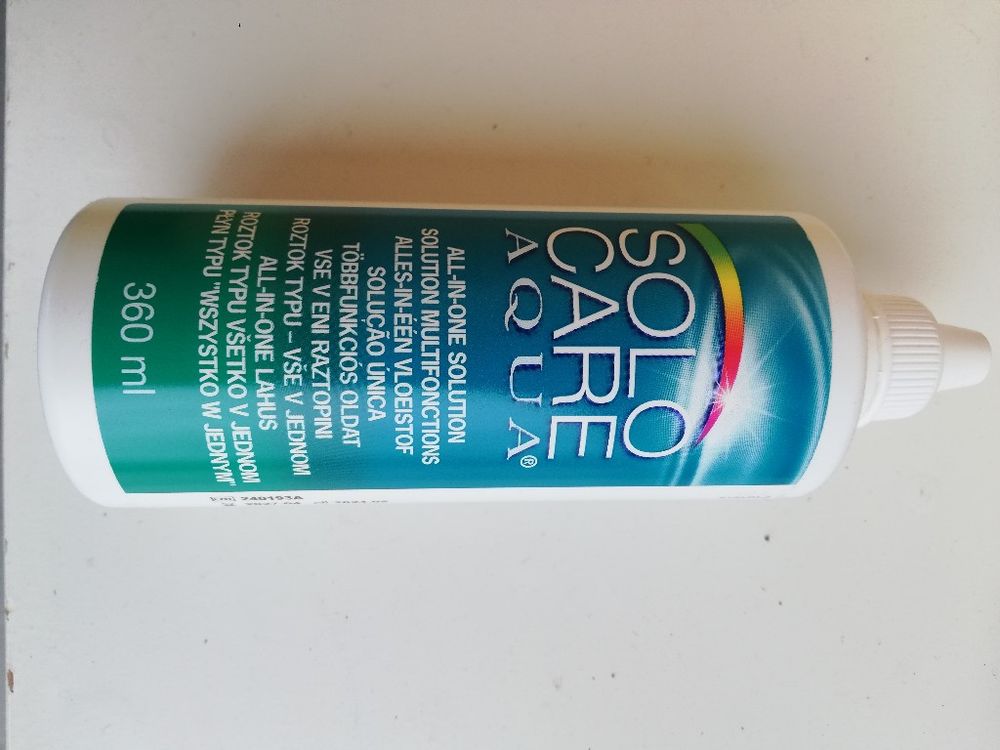 SOLO
CARE
AQUA®
ALL-IN-ONE SOLUTION
SOLUTION MULTIFONCTIONS
ALLES-IN-ÉÉN VLOEISTOF
SOLUÇÃO ÚNICA
TÖBBFUNKCIÓS OLDAT
VSE V ENI RAZTOPINI
ROZTOK TYPU – VŠE V JEDNOM
ALL-IN-ONE LAHUS
ROZTOK TYPU VŠETKO V JEDNOM
PŁYN TYPU "WSZYSTKO W JEDNYM"
360 ml
LOT 240193A